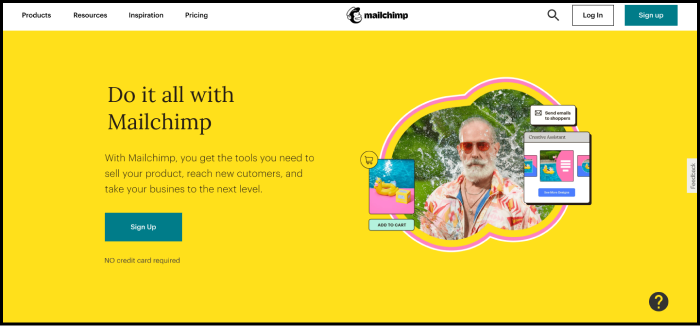 Products Resources Inspiration Pricing
mailchimp
Log In
Sign up
Do it all with
Mailchimp
With Mailchimp, you get the tools you need to
sell your product, reach new cutomers, and
take your busines to the next level.
Sign Up
NO credit card required
Send emails
to shoppers
Creative Assistant
ADD TO CART
Feedback
?